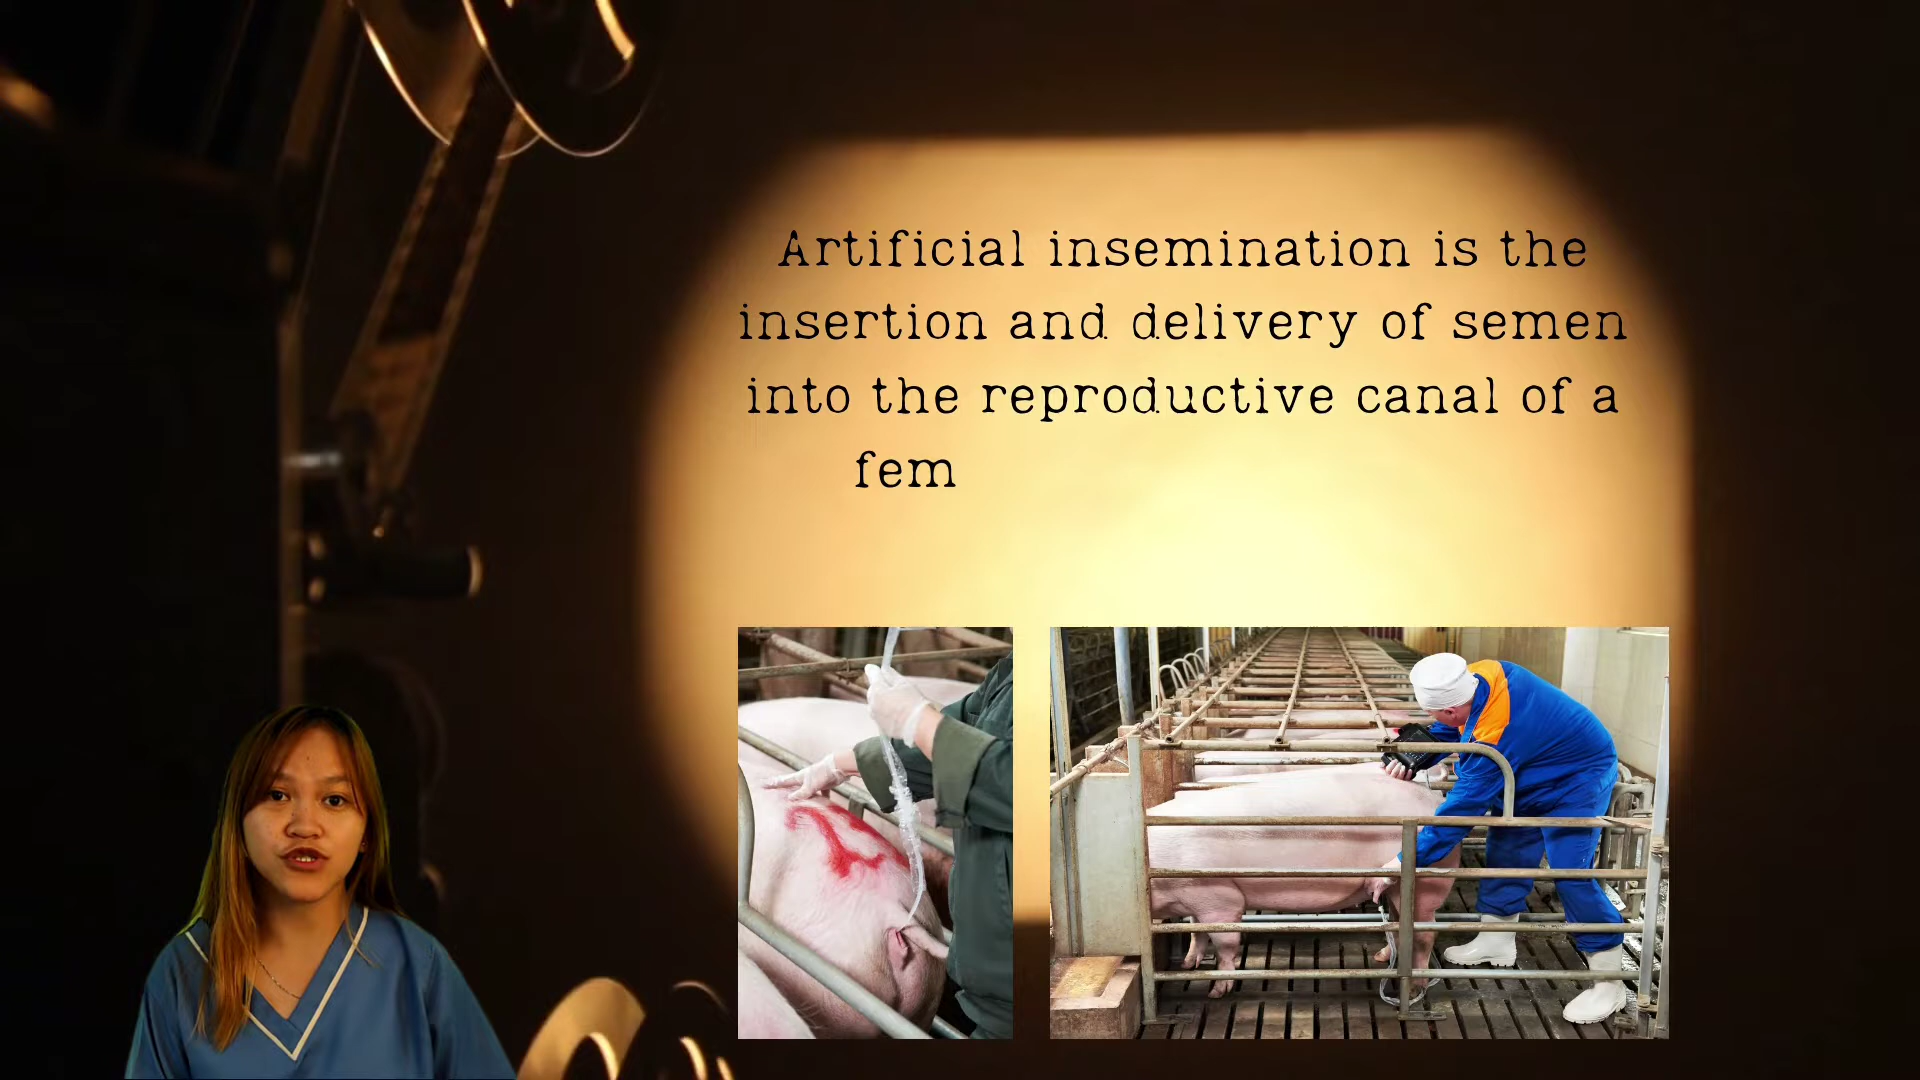 Artificial insemination is the
insertion and delivery of semen
into the reproductive canal of a
fem